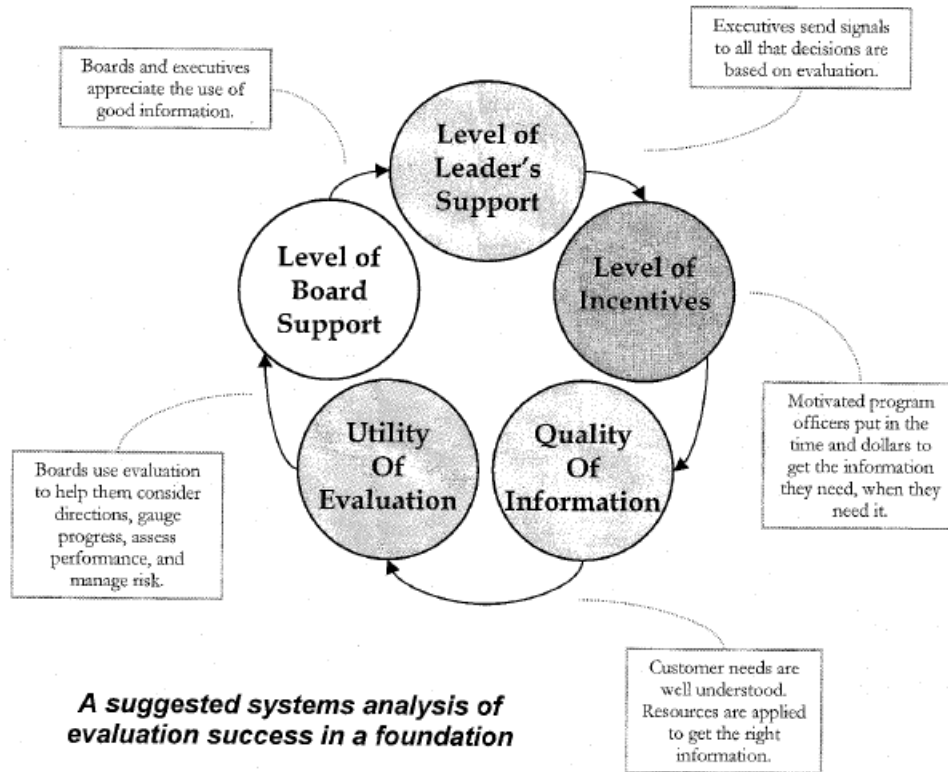 Executives send signals
to all that decisions are
based on evaluation.
Boards and executives
appreciate the use of
good information.
Level of
Leader's
Support
Level of
Board
Support
Level of
Incentives
Motivated program
officers put in the
time and dollars to
get the information
they need, when they
need it.
Utility
Of
Evaluation
Quality
Of
Information
Boards use evaluation
to help them consider
directions, gauge
progress, assess
performance, and
manage risk.
Customer needs are
well understood.
Resources are applied
to get the right
information.
A suggested systems analysis of
evaluation success in a foundation